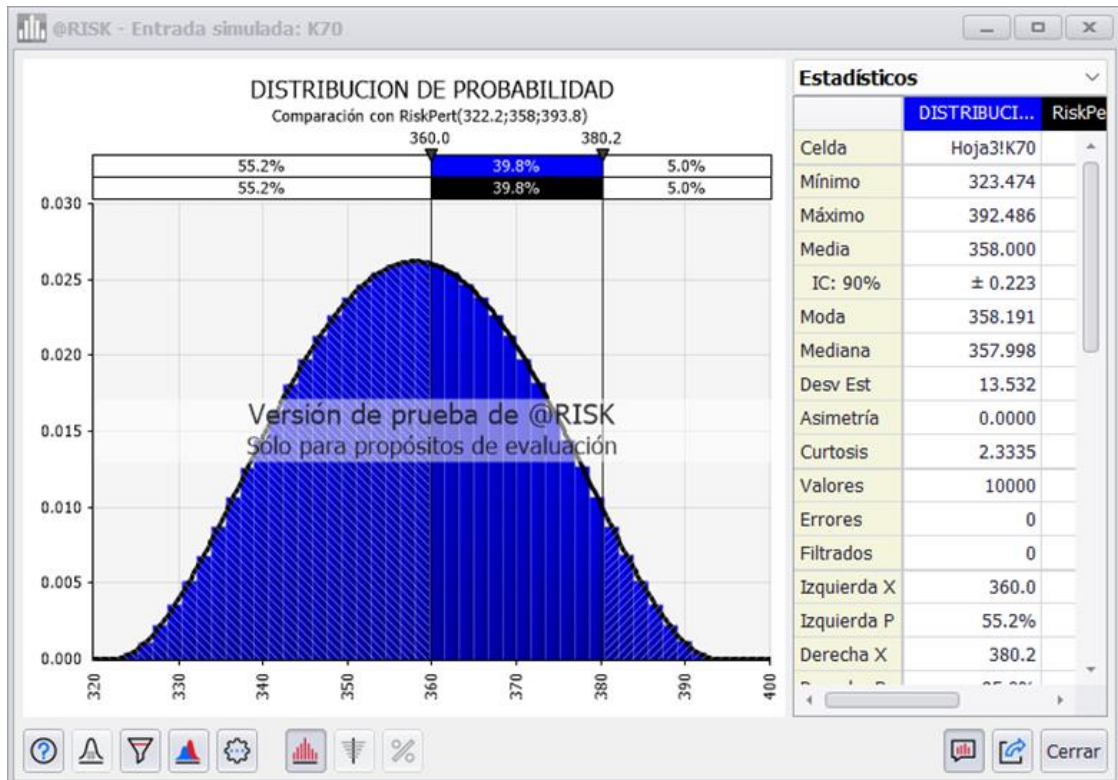 @RISK - Entrada simulada: K70
DISTRIBUCION DE PROBABILIDAD
Comparación con RiskPert(322.2;358;393.8)
360.0 380.2
55.2% 39.8% 5.0%
55.2% 39.8% 5.0%
0.030
0.025
0.020
0.015
0.010
0.005
0.000
Versión de prueba de @RISK
Sólo para propósitos de evaluación
320 330 340 350 360 370 380 390 400
Estadísticos
DISTRIBUCI... RiskPe
Celda Hoja3!K70
Mínimo 323.474
Máximo 392.486
Media 358.000
IC: 90% ± 0.223
Moda 358.191
Mediana 357.998
Desv Est 13.532
Asimetría 0.0000
Curtosis 2.3335
Valores 10000
Errores 0
Filtrados 0
Izquierda X 360.0
Izquierda P 55.2%
Derecha X 380.2
Cerrar